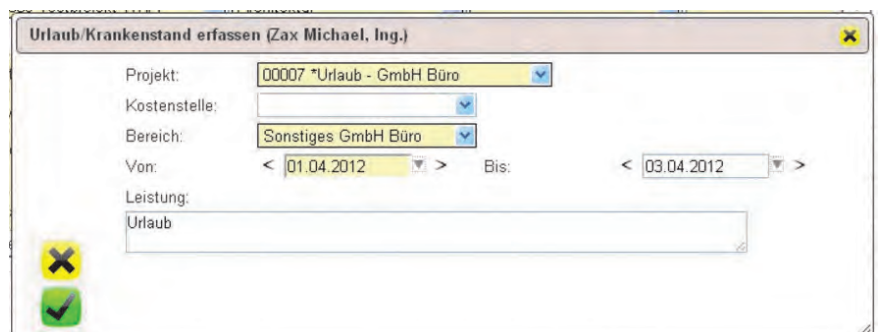 Urlaub/Krankenstand erfassen (Zax Michael, Ing.)
Projekt: 00007 *Urlaub - GmbH Büro
Kostenstelle:
Bereich: Sonstiges GmbH Büro
Von: < 01.04.2012 > Bis: < 03.04.2012 >
Leistung:
Urlaub